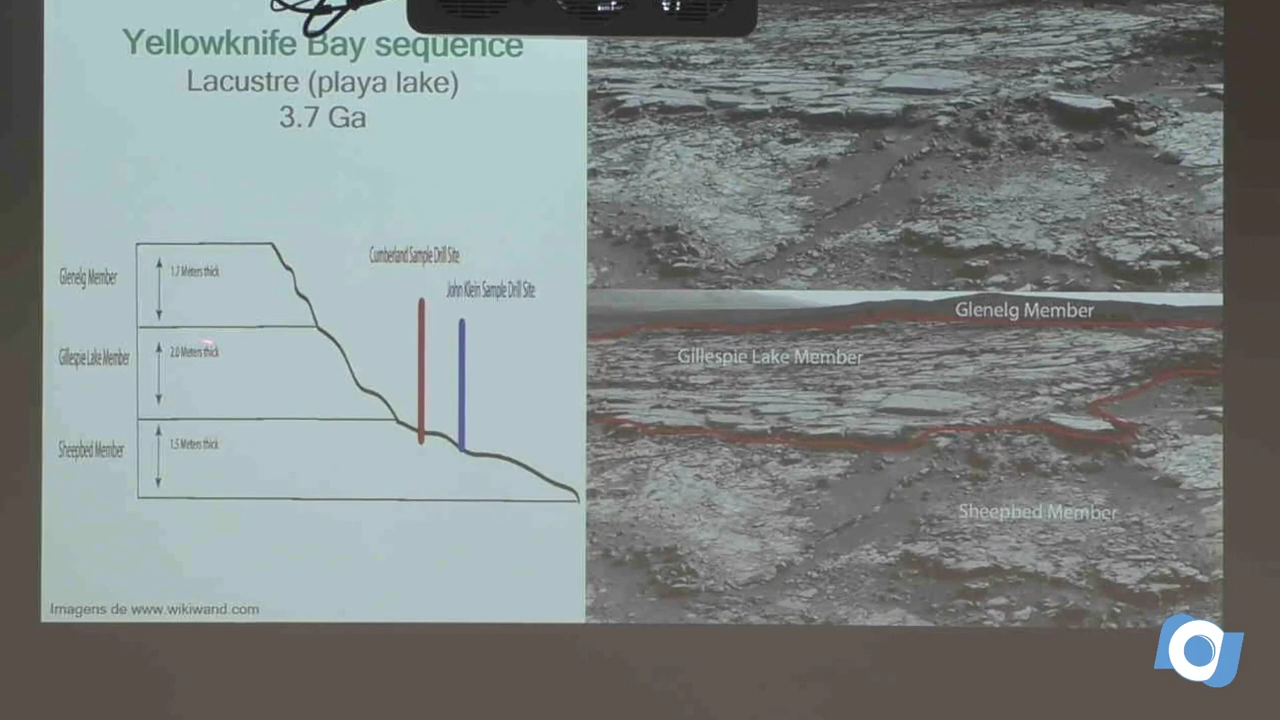 Yellowknife Bay sequence
Lacustre (playa lake)
3.7 Ga
Cumberland Sample Drill Site
John Klein Sample Drill Site
Glenelg Member
1.7 Meters thick
Gillespie Lake Member
2.0 Meters thick
Sheepbed Member
1.5 Meters thick
Imagens de www.wikiwand.com
Glenelg Member
Gillespie Lake Member
Sheepbed Member